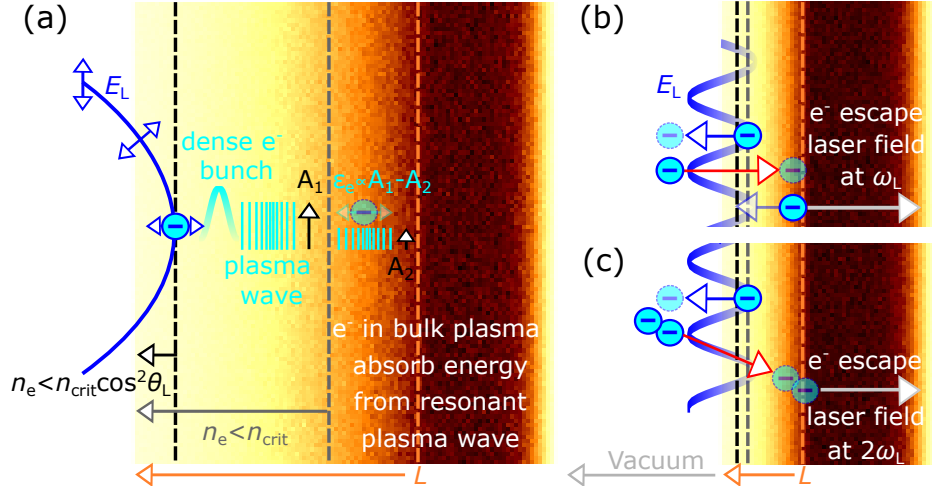 (a)
E_L
dense e⁻
bunch
A₁
ε_e∝A₁-A₂
plasma
wave
A₂
n_e<n_crit cos²θ_L
n_e<n_crit
e⁻ in bulk plasma
absorb energy
from resonant
plasma wave
L
(b)
E_L
e⁻ escape
laser field
at ω_L
(c)
e⁻ escape
laser field
at 2ω_L
Vacuum
L